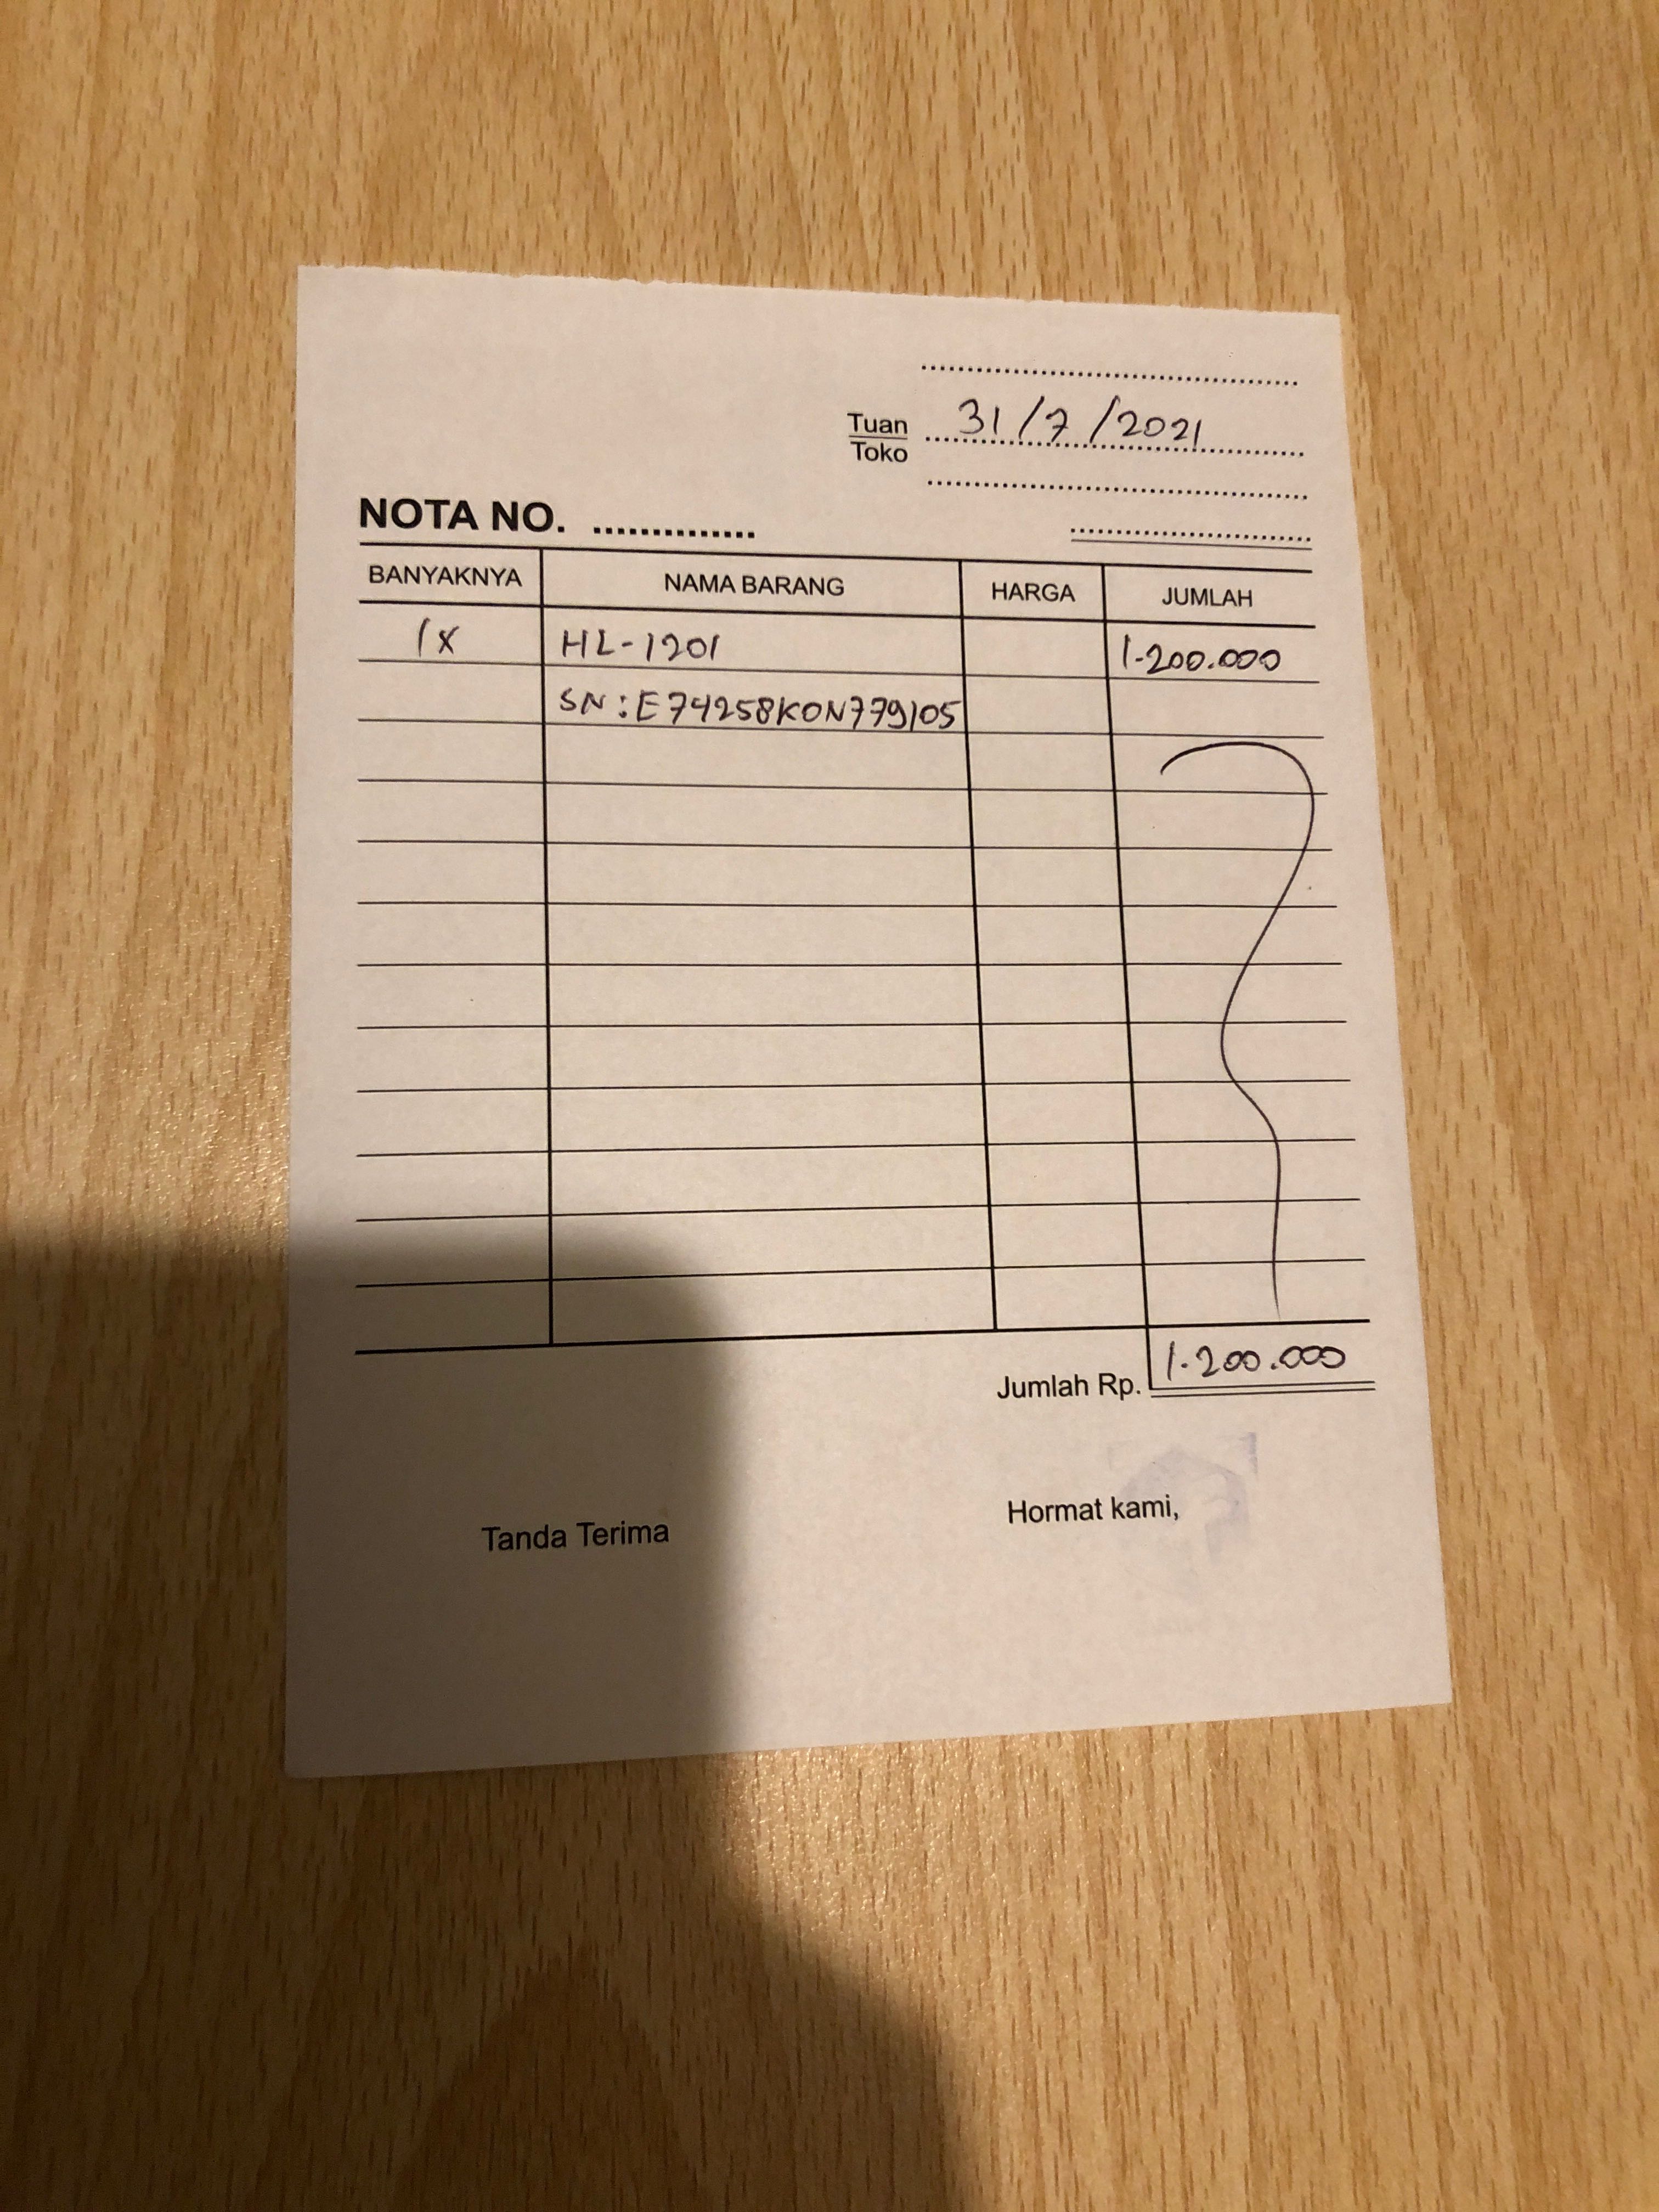 Tuan 31/7/2021
Toko
NOTA NO. ..............
BANYAKNYA NAMA BARANG HARGA JUMLAH
1x HL-1201 1.200.000
SN: E74258K0N779105
Jumlah Rp. 1.200.000
Tanda Terima Hormat kami,